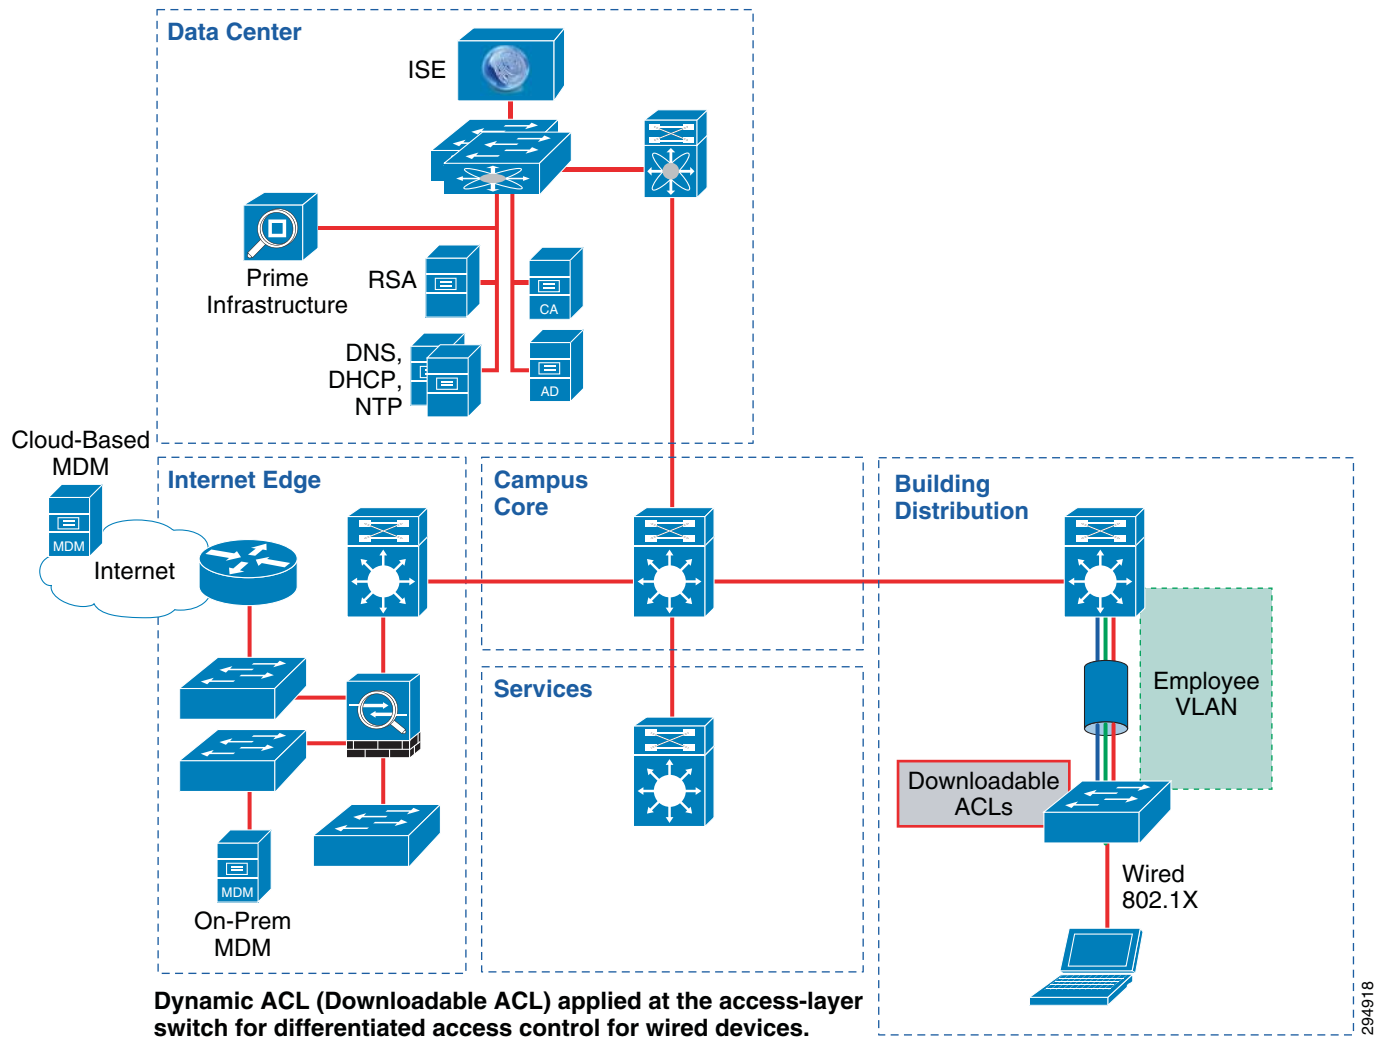 Data Center
ISE
Prime
Infrastructure
RSA
CA
DNS,
DHCP,
NTP
AD
Cloud-Based
MDM
MDM
Internet
Internet Edge
MDM
On-Prem
MDM
Campus
Core
Services
Building
Distribution
Employee
VLAN
Downloadable
ACLs
Wired
802.1X
Dynamic ACL (Downloadable ACL) applied at the access-layer
switch for differentiated access control for wired devices.
294918